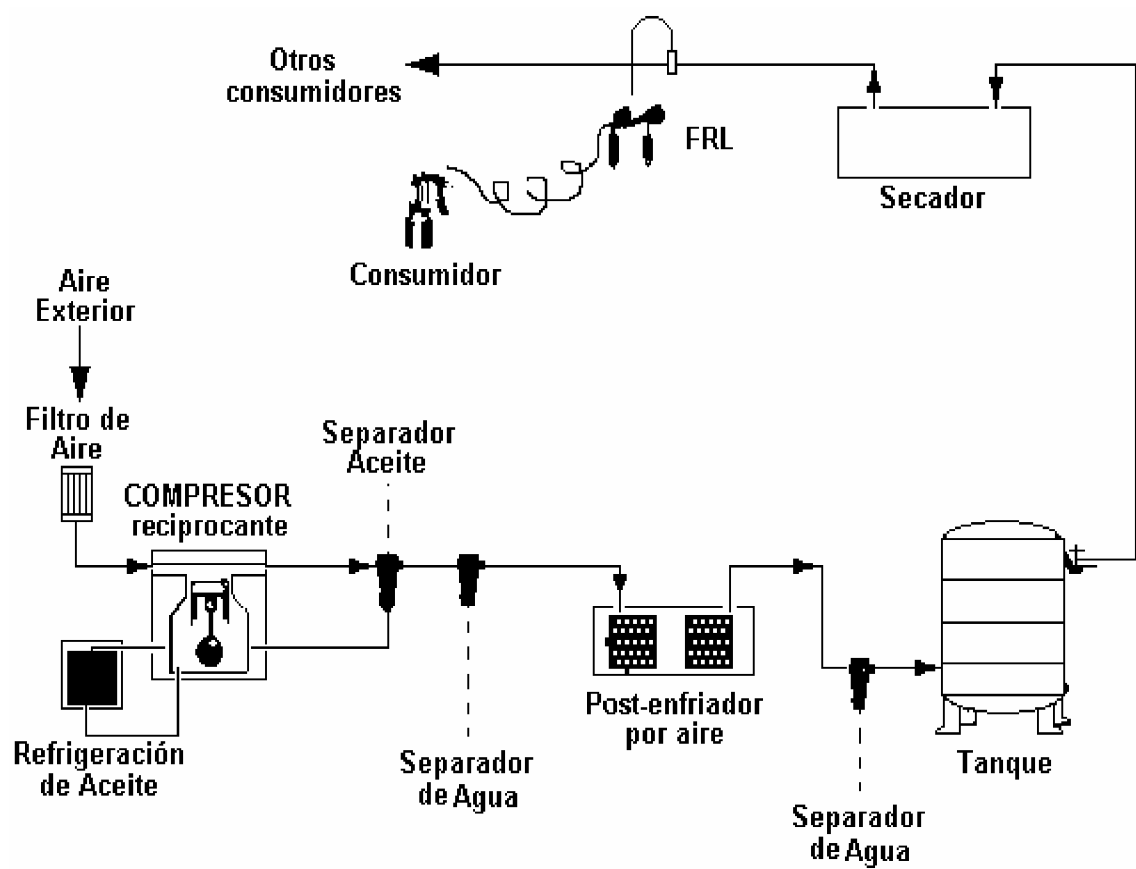 Otros
consumidores
FRL
Secador
Consumidor
Aire
Exterior
Filtro de
Aire
Separador
Aceite
COMPRESOR
reciprocante
Post-enfriador
por aire
Refrigeración
de Aceite
Separador
de Agua
Tanque
Separador
de Agua